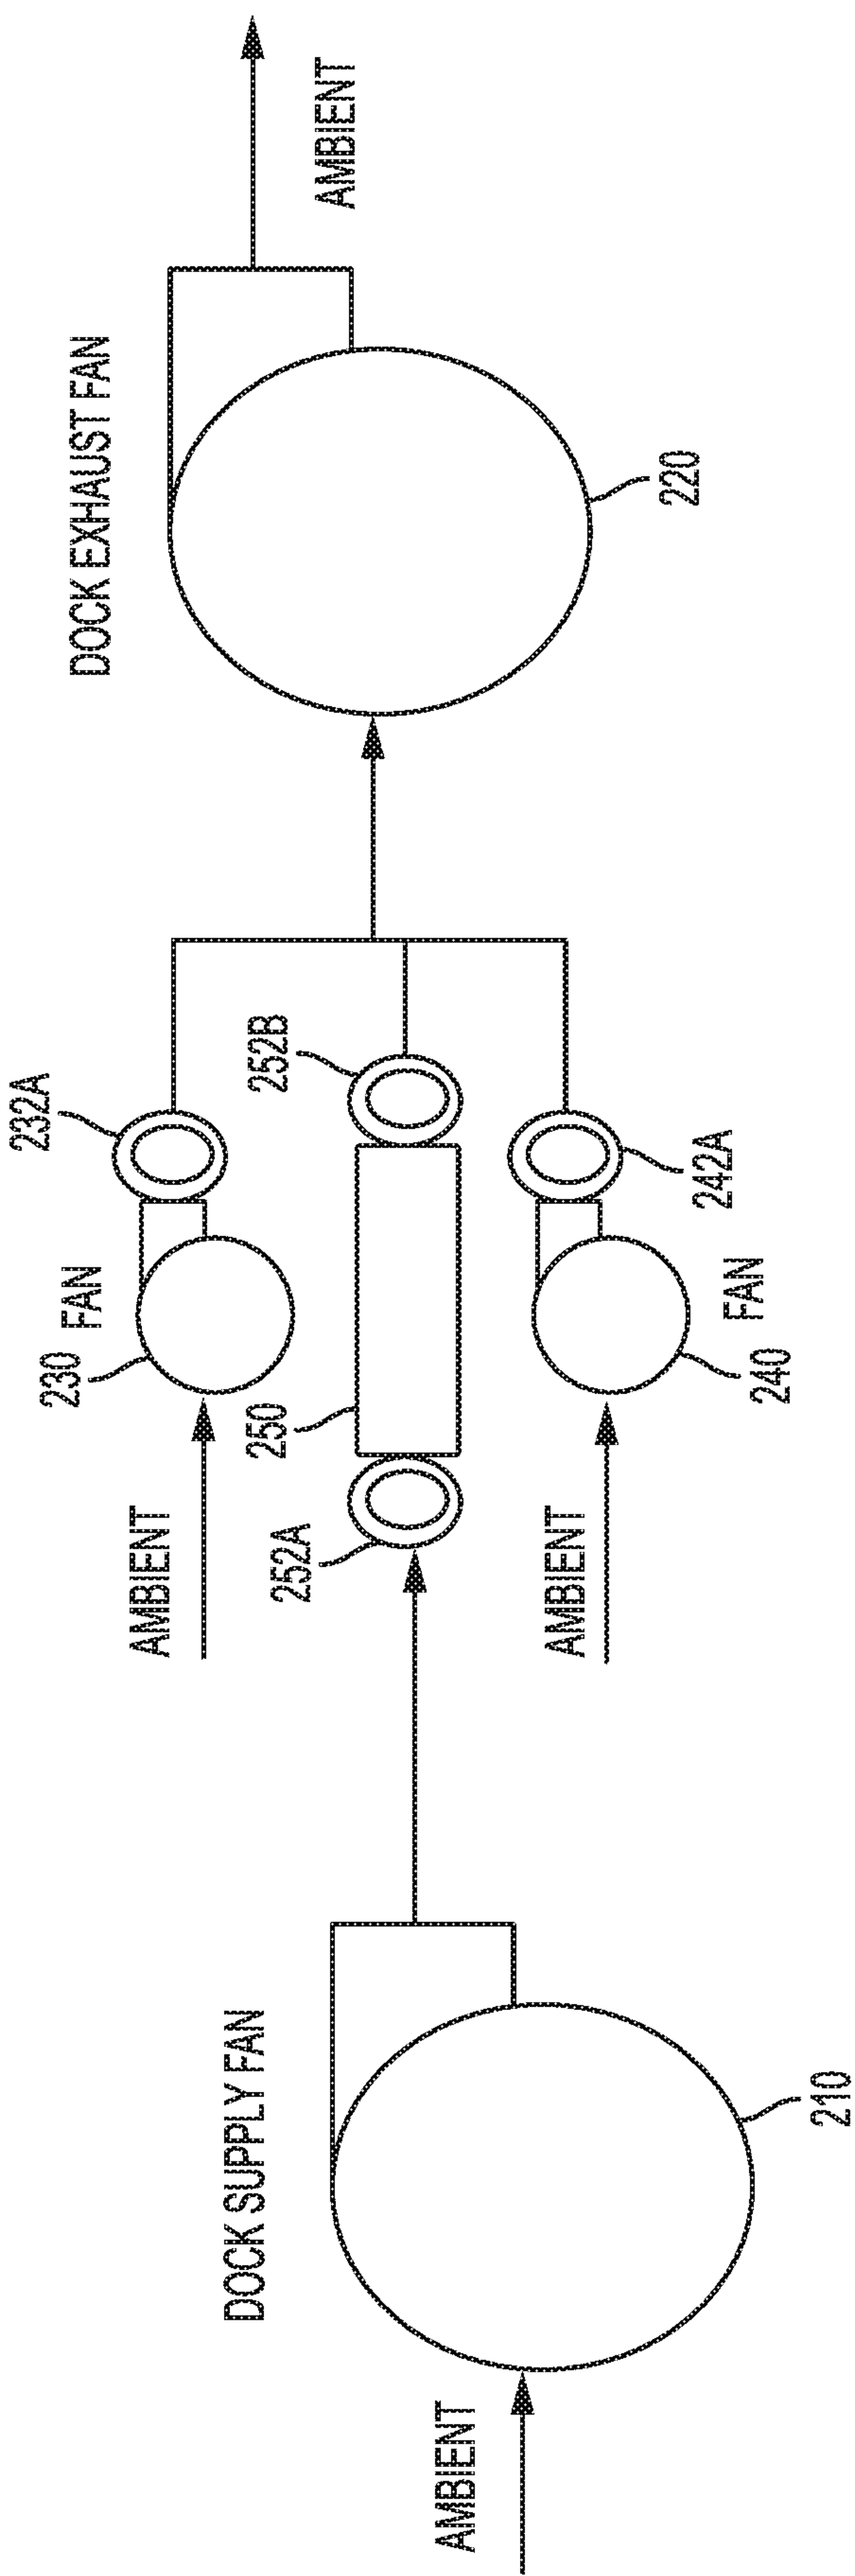 AMBIENT
DOCK SUPPLY FAN
210
AMBIENT
230
FAN
232A
252A
250
252B
AMBIENT
240
FAN
242A
DOCK EXHAUST FAN
220
AMBIENT